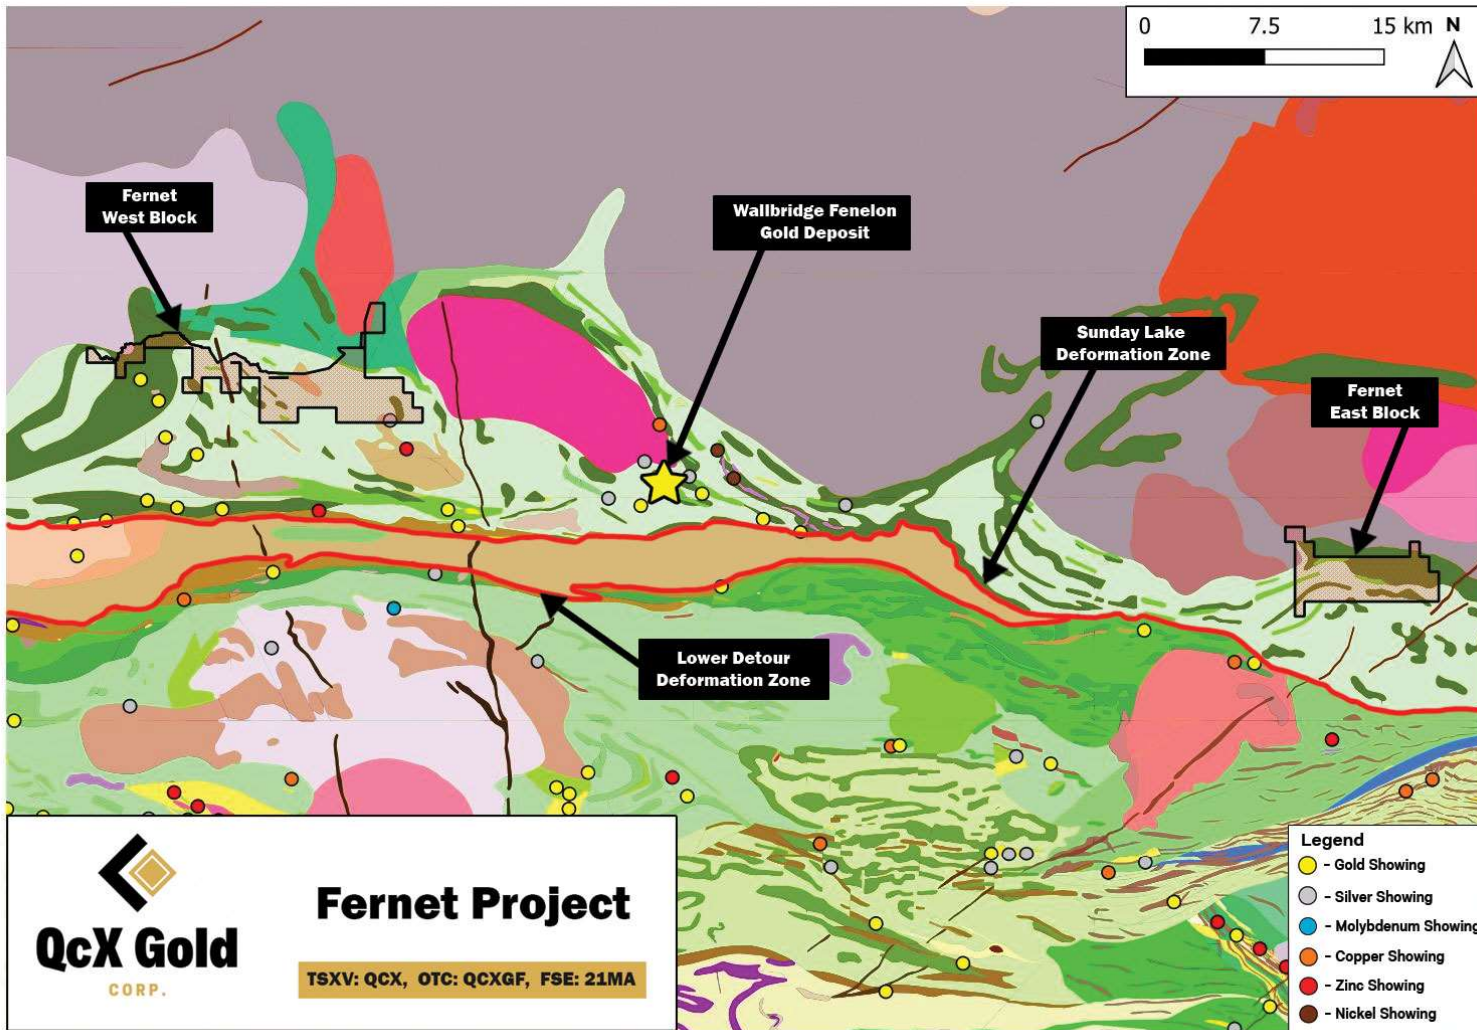 0 7.5 15 km N
Fernet
West Block
Wallbridge Fenelon
Gold Deposit
Sunday Lake
Deformation Zone
Fernet
East Block
Lower Detour
Deformation Zone
QcX Gold
CORP.
Fernet Project
TSXV: QCX, OTC: QCXGF, FSE: 21MA
Legend
- Gold Showing
- Silver Showing
- Molybdenum Showing
- Copper Showing
- Zinc Showing
- Nickel Showing